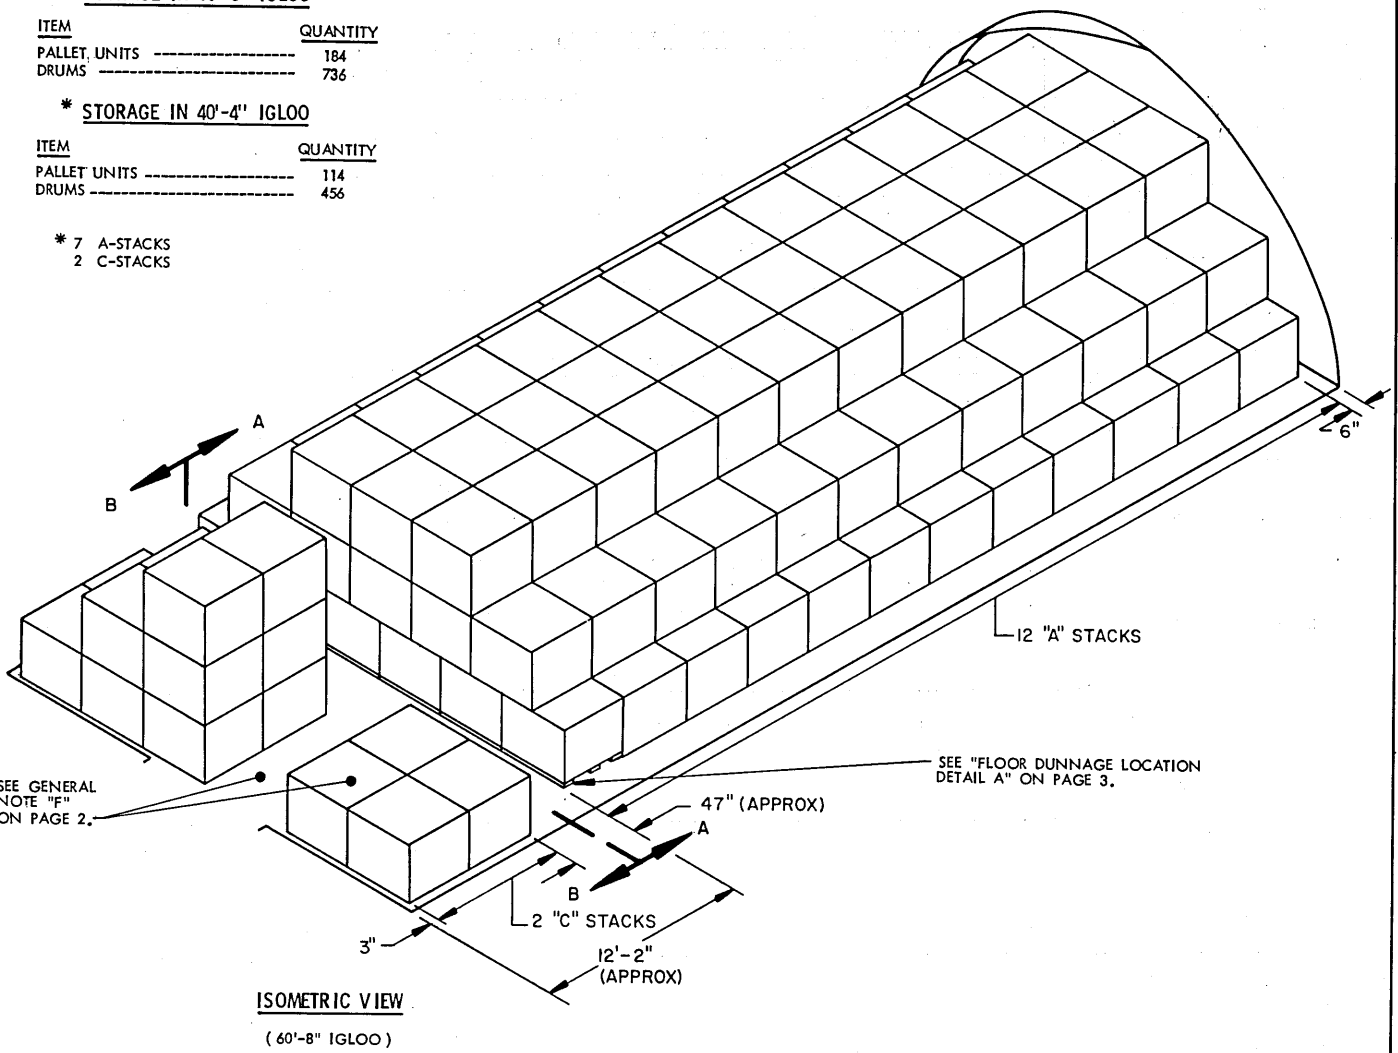 ITEM QUANTITY
PALLET UNITS -------------------- 184
DRUMS ---------------------------- 736
* STORAGE IN 40'-4" IGLOO
ITEM QUANTITY
PALLET UNITS --------------------- 114
DRUMS ----------------------------- 456
* 7 A-STACKS
2 C-STACKS
A
B
6"
12 "A" STACKS
SEE "FLOOR DUNNAGE LOCATION
DETAIL A" ON PAGE 3.
SEE GENERAL
NOTE "F"
ON PAGE 2.
47" (APPROX)
A
B
2 "C" STACKS
3"
12'-2"
(APPROX)
ISOMETRIC VIEW
(60'-8" IGLOO)